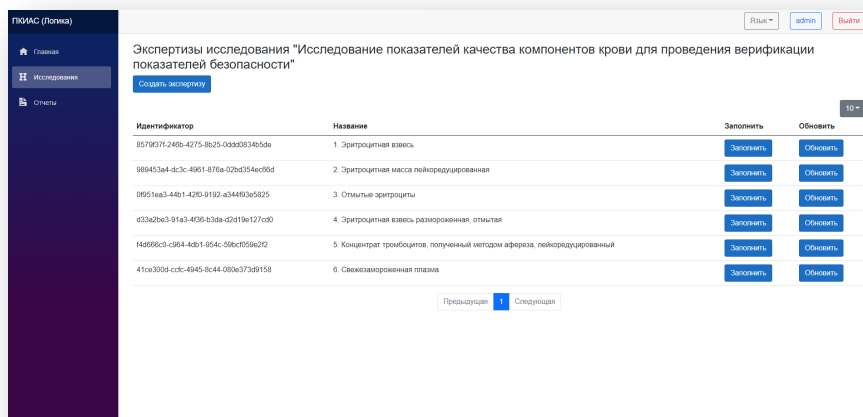 ПКИАС (Логика)
Язык
admin
Выйти
Главная
Исследования
Отчеты
Экспертизы исследования "Исследование показателей качества компонентов крови для проведения верификации
показателей безопасности"
Создать экспертизу
10
Идентификатор Название Заполнить Обновить
8579f37f-246b-4275-8b25-0ddd0834b5de 1. Эритроцитная взвесь Заполнить Обновить
989453a4-dc3c-4961-876a-02bd354ec66d 2. Эритроцитная масса лейкоредуцированная Заполнить Обновить
0f951ea3-44b1-42f0-9192-a344f93e5825 3. Отмытые эритроциты Заполнить Обновить
d33a2be3-91a3-4f36-b3da-d2d19e127cd0 4. Эритроцитная взвесь размороженная, отмытая Заполнить Обновить
f4d666c0-c964-4db1-954c-59bcf059e2f2 5. Концентрат тромбоцитов, полученный методом афереза, лейкоредуцированный Заполнить Обновить
41ce300d-ccfc-4945-8c44-080e373d9158 6. Свежезамороженная плазма Заполнить Обновить
Предыдущая 1 Следующая